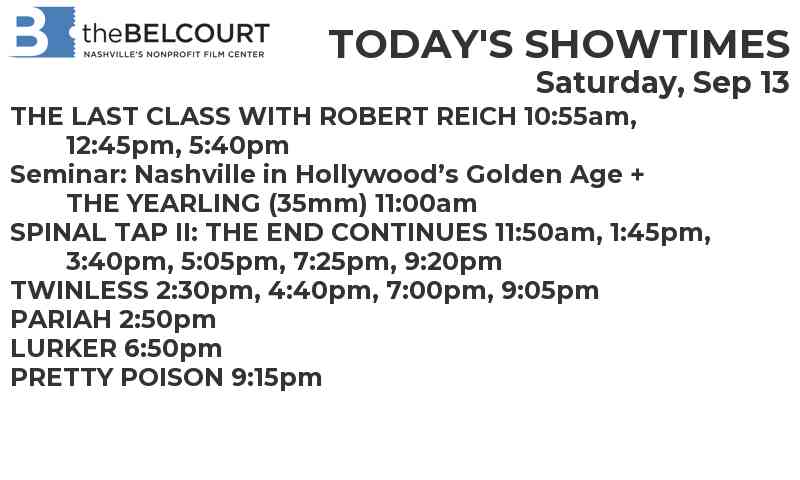 B theBELCOURT
NASHVILLE'S NONPROFIT FILM CENTER
TODAY'S SHOWTIMES
Saturday, Sep 13
THE LAST CLASS WITH ROBERT REICH 10:55am,
12:45pm, 5:40pm
Seminar: Nashville in Hollywood’s Golden Age +
THE YEARLING (35mm) 11:00am
SPINAL TAP II: THE END CONTINUES 11:50am, 1:45pm,
3:40pm, 5:05pm, 7:25pm, 9:20pm
TWINLESS 2:30pm, 4:40pm, 7:00pm, 9:05pm
PARIAH 2:50pm
LURKER 6:50pm
PRETTY POISON 9:15pm